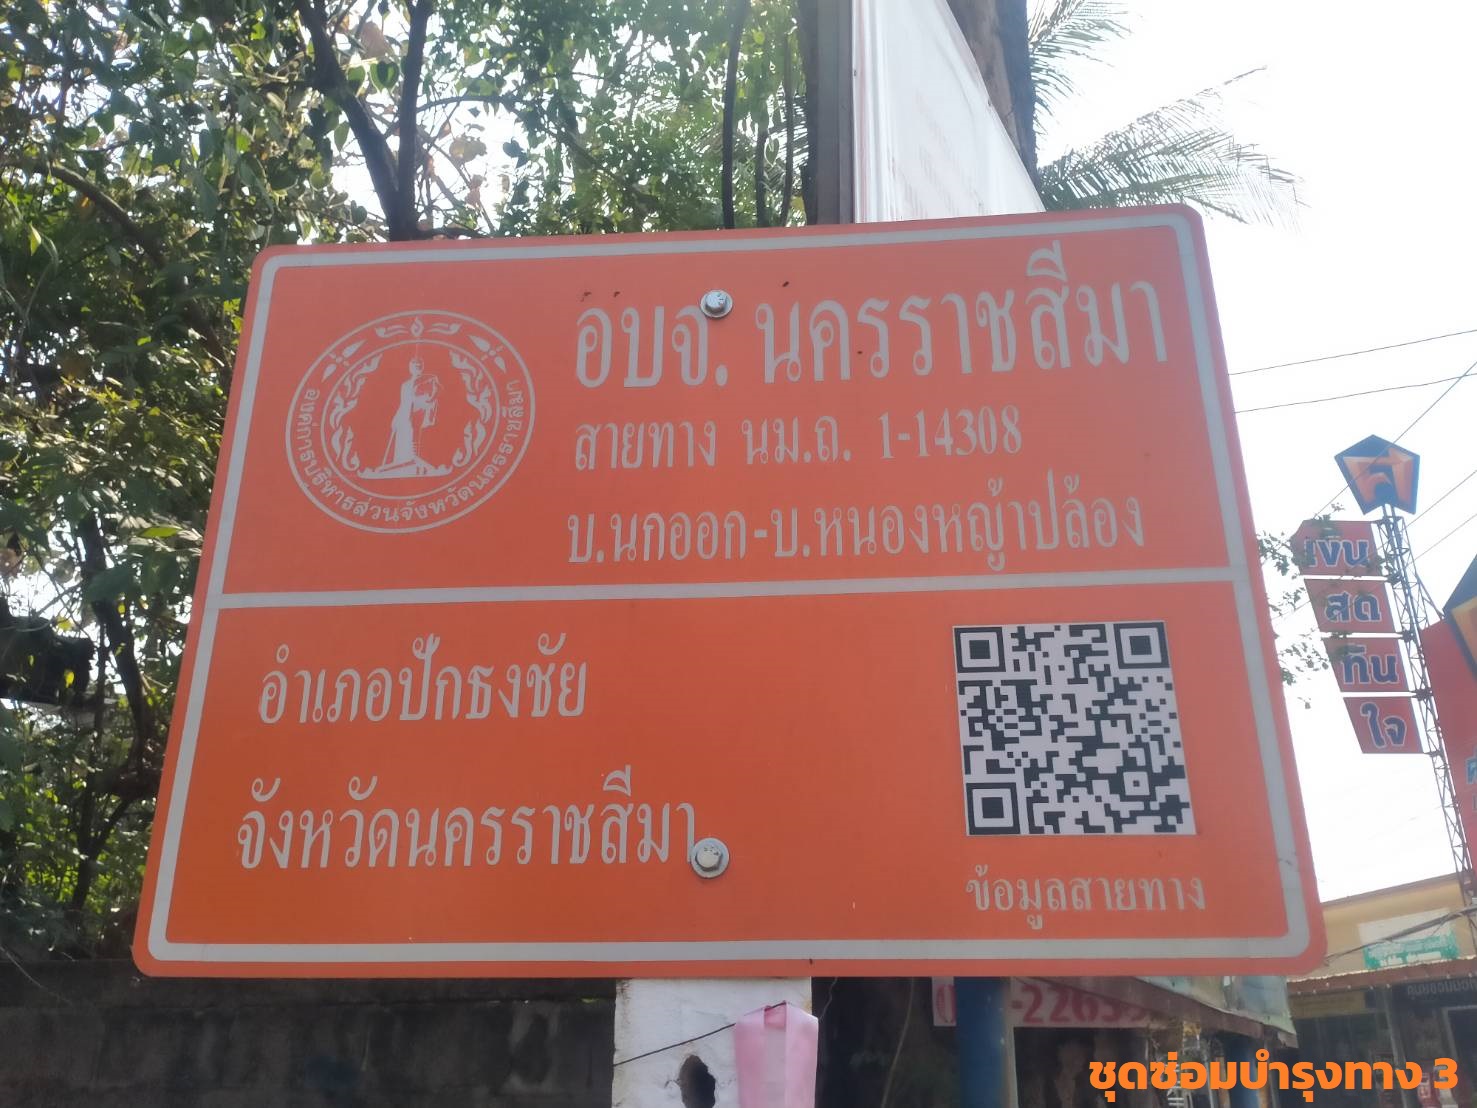 อบจ. นครราชสีมา
สายทาง นม.ถ. 1-14308
บ.นกออก-บ.หนองหญ้าปล้อง
องค์การบริหารส่วนจังหวัดนครราชสีมา
อำเภอปักธงชัย
จังหวัดนครราชสีมา
ข้อมูลสายทาง
เงิน
สด
ทัน
ใจ
ชุดซ่อมบำรุงทาง 3